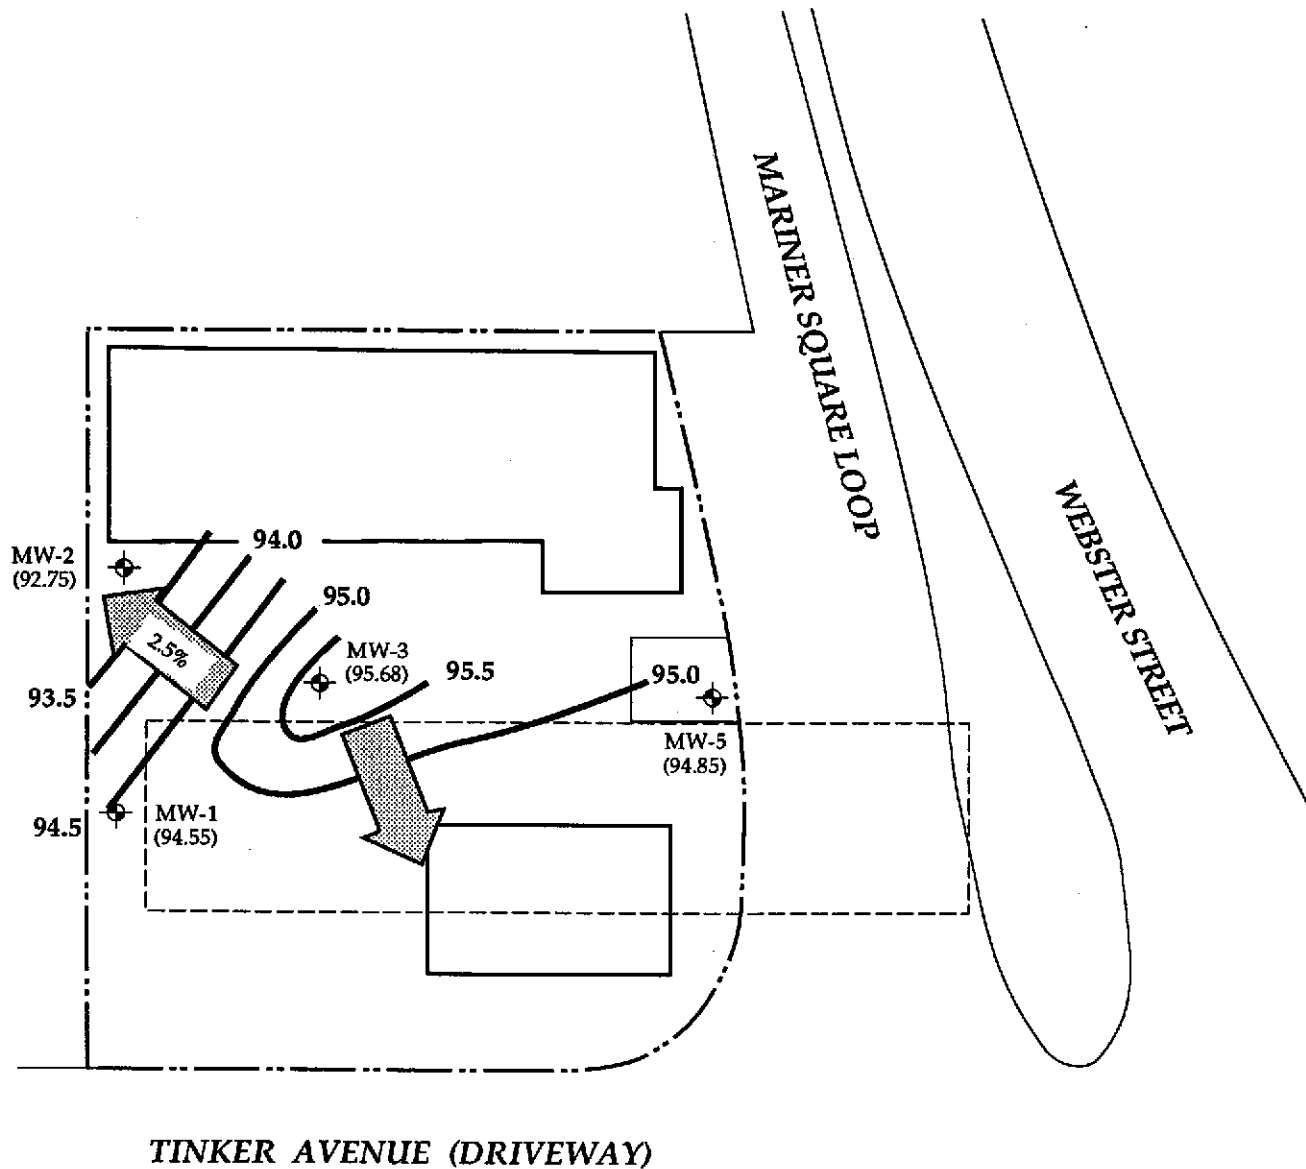 MARINER SQUARE LOOP
WEBSTER STREET
94.0
MW-2
(92.75)
95.0
2.5%
MW-3
(95.68)
95.5
95.0
93.5
MW-5
(94.85)
MW-1
(94.55)
94.5
TINKER AVENUE (DRIVEWAY)